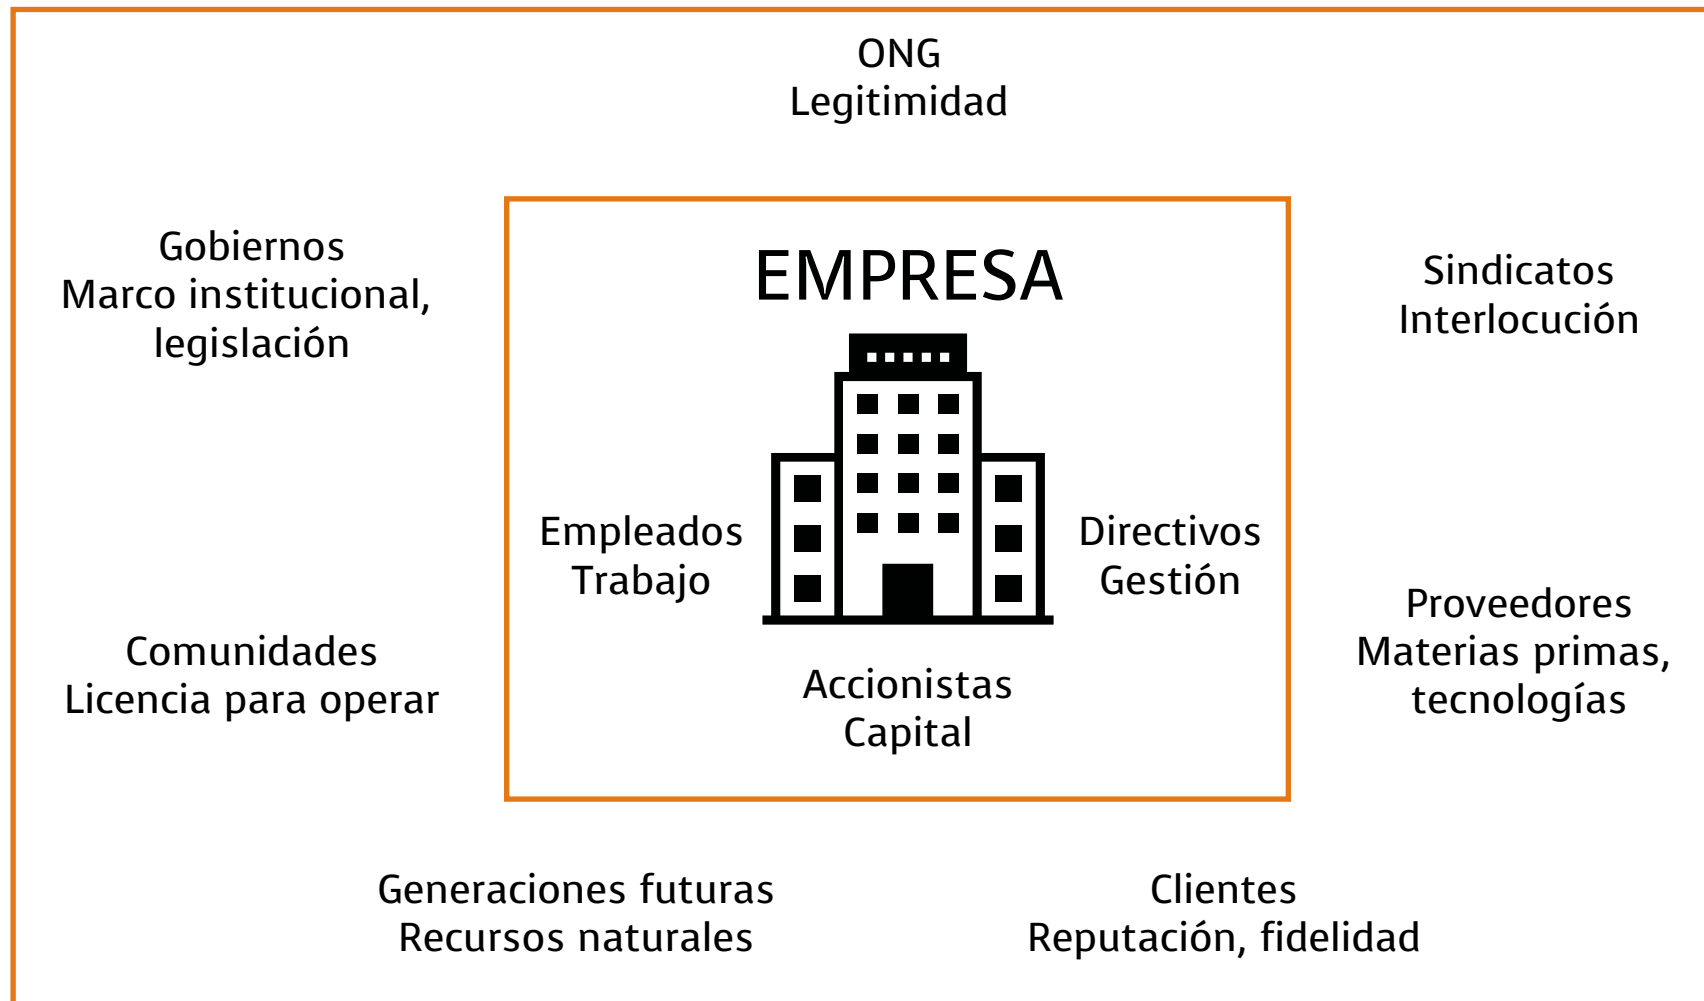 ONG
Legitimidad
Gobiernos
Marco institucional,
legislación
EMPRESA
Sindicatos
Interlocución
Empleados
Trabajo
Directivos
Gestión
Comunidades
Licencia para operar
Accionistas
Capital
Proveedores
Materias primas,
tecnologías
Generaciones futuras
Recursos naturales
Clientes
Reputación, fidelidad